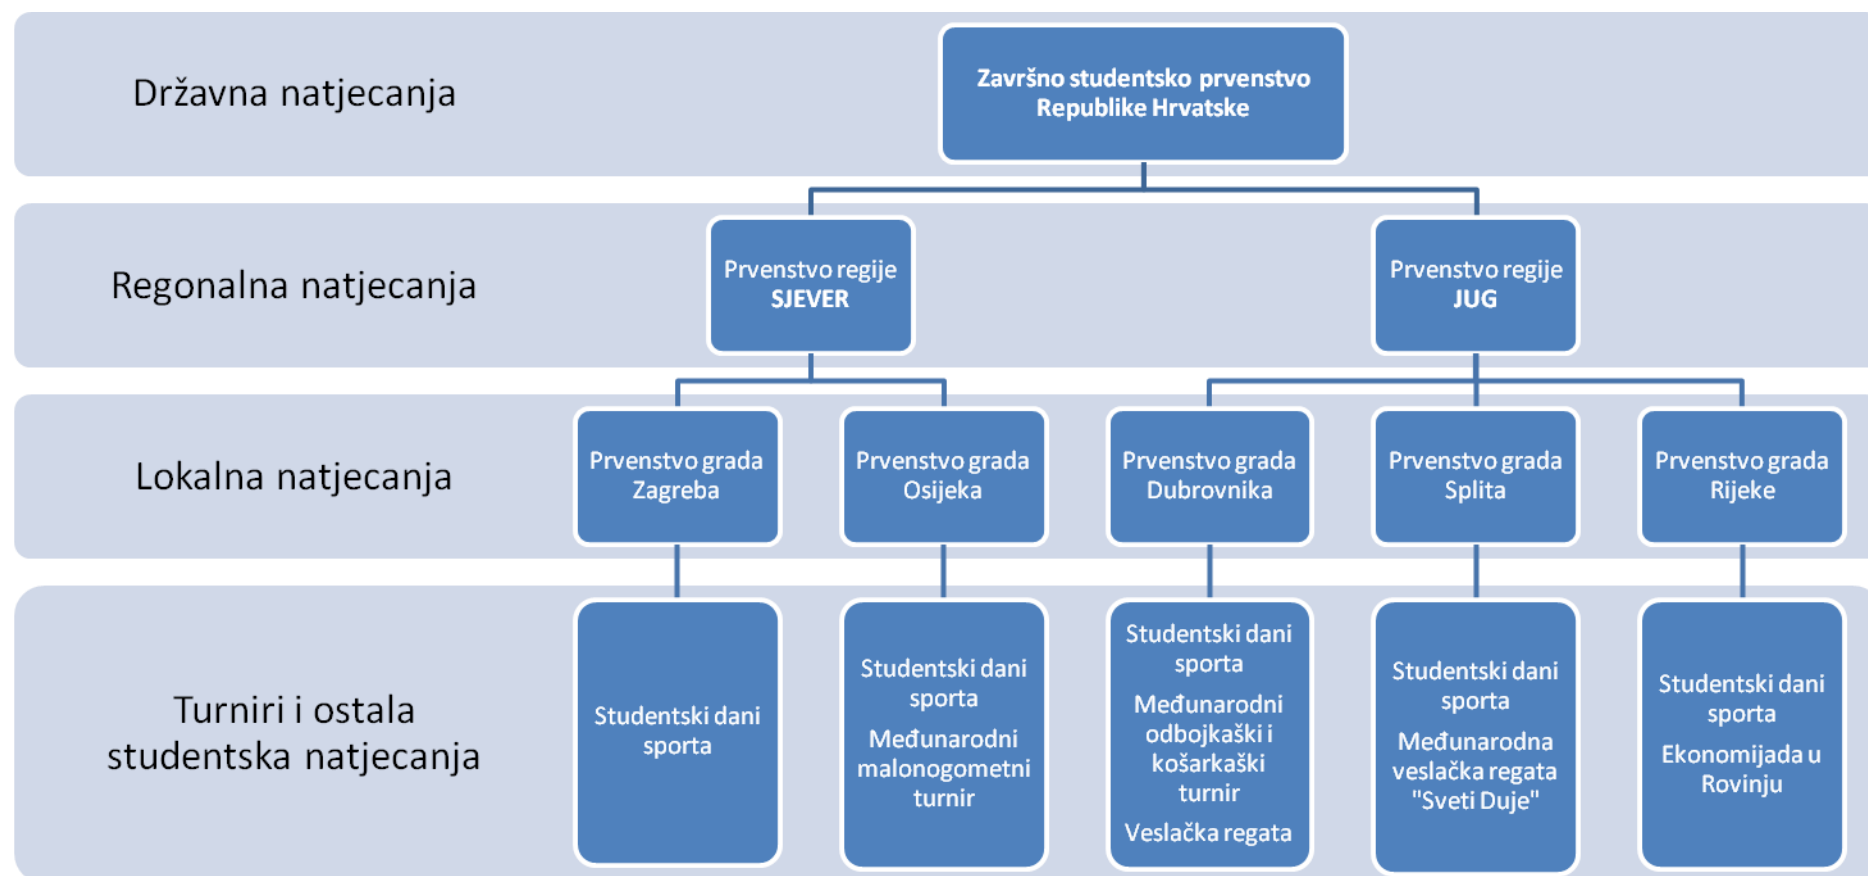 Državna natjecanja
Završno studentsko prvenstvo
Republike Hrvatske
Regonalna natjecanja
Prvenstvo regije
SJEVER
Prvenstvo regije
JUG
Lokalna natjecanja
Prvenstvo grada
Zagreba
Prvenstvo grada
Osijeka
Prvenstvo grada
Dubrovnika
Prvenstvo grada
Splita
Prvenstvo grada
Rijeke
Turniri i ostala
studentska natjecanja
Studentski dani
sporta
Studentski dani
sporta
Međunarodni
malonogometni
turnir
Studentski dani
sporta
Međunarodni
odbojkaški i
košarkaški
turnir
Veslačka regata
Studentski dani
sporta
Međunarodna
veslačka regata
"Sveti Duje"
Studentski dani
sporta
Ekonomijada u
Rovinju